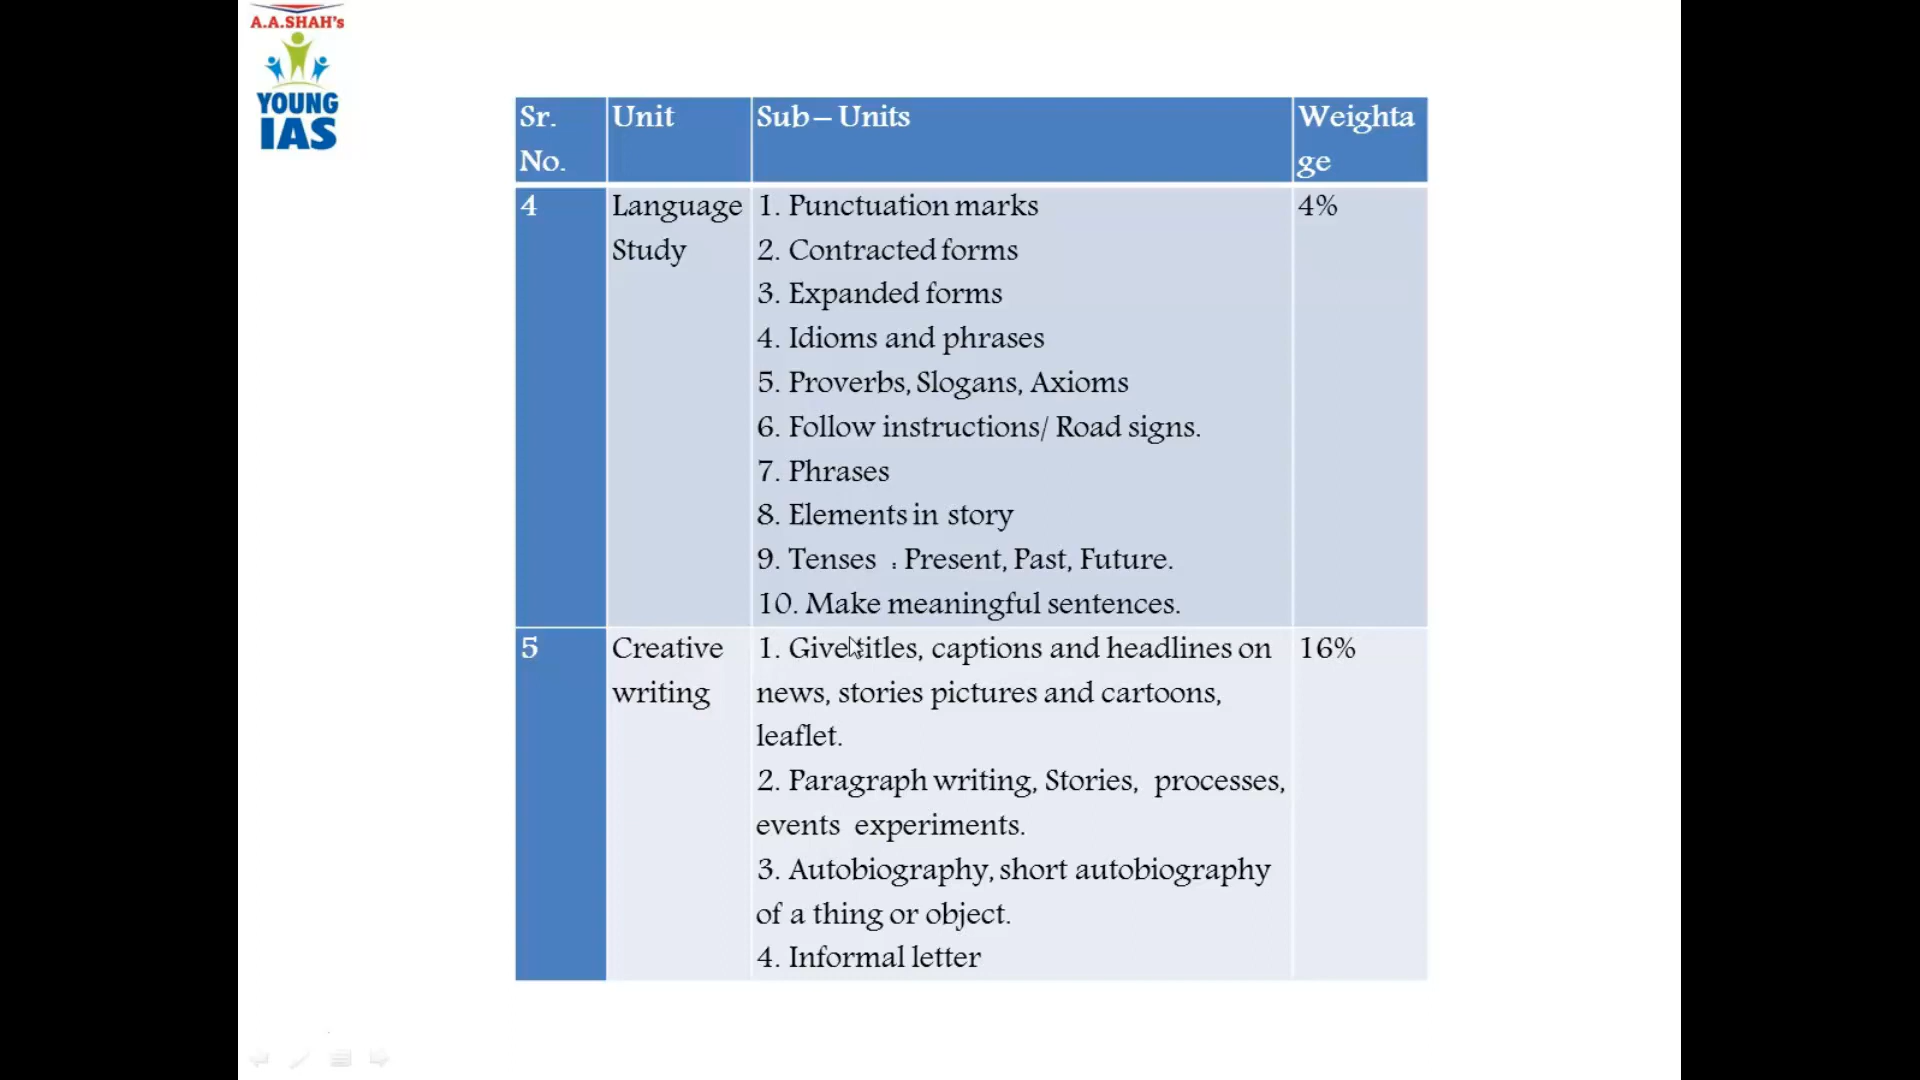 A.A.SHAH's
YOUNG
IAS
Sr.
No.
Unit
Sub – Units
Weighta
ge
4
Language
Study
1. Punctuation marks
2. Contracted forms
3. Expanded forms
4. Idioms and phrases
5. Proverbs, Slogans, Axioms
6. Follow instructions/ Road signs.
7. Phrases
8. Elements in story
9. Tenses : Present, Past, Future.
10. Make meaningful sentences.
4%
5
Creative
writing
1. Give titles, captions and headlines on
news, stories pictures and cartoons,
leaflet.
2. Paragraph writing, Stories, processes,
events experiments.
3. Autobiography, short autobiography
of a thing or object.
4. Informal letter
16%